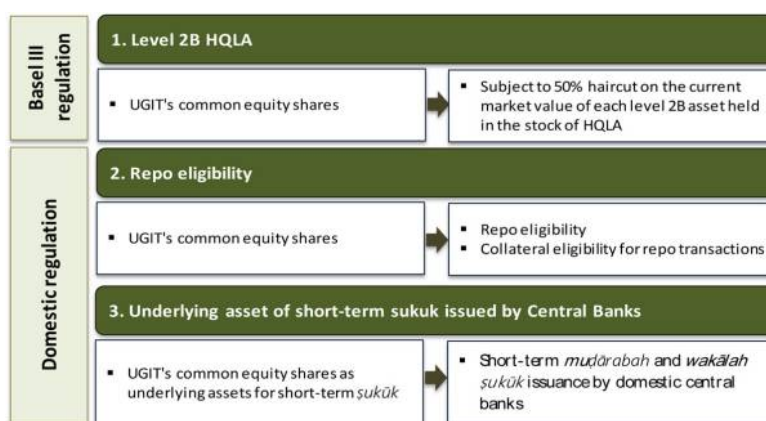 Basel III
regulation
1. Level 2B HQLA
▪ UGIT's common equity shares
▪ Subject to 50% haircut on the current
market value of each level 2B asset held
in the stock of HQLA
Domestic regulation
2. Repo eligibility
▪ UGIT's common equity shares
▪ Repo eligibility
▪ Collateral eligibility for repo transactions
3. Underlying asset of short-term sukuk issued by Central Banks
▪ UGIT's common equity shares as
underlying assets for short-term ṣukūk
▪ Short-term muḍārabah and wakālah
ṣukūk issuance by domestic central
banks